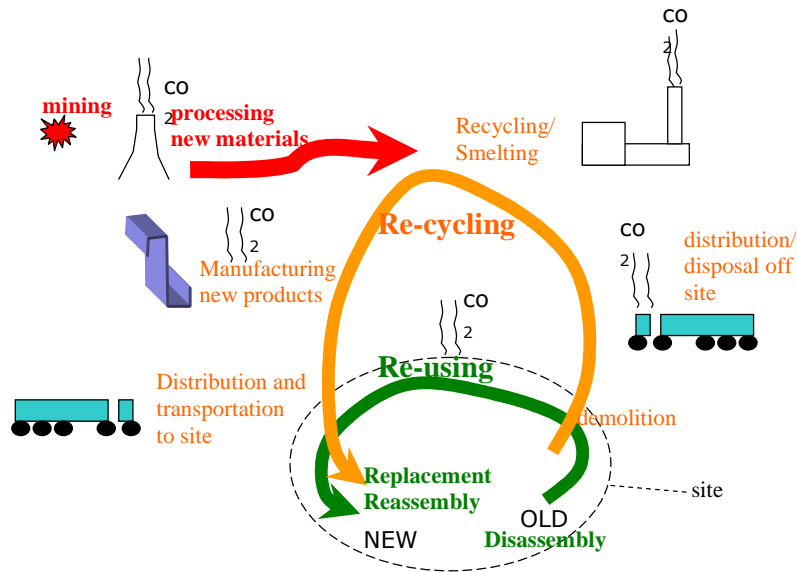 CO
2
CO
2
mining
processing
new materials
Recycling/
Smelting
CO
2
Re-cycling
CO
2
distribution/
disposal off
site
Manufacturing
new products
CO
2
Re-using
Distribution and
transportation
to site
demolition
Replacement
Reassembly
site
NEW
OLD
Disassembly